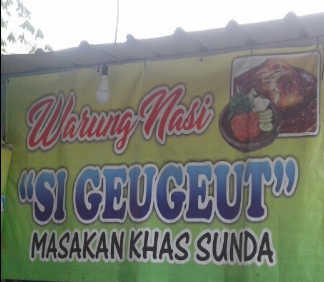 Warung Nasi
"SI GEUGEUT"
MASAKAN KHAS SUNDA